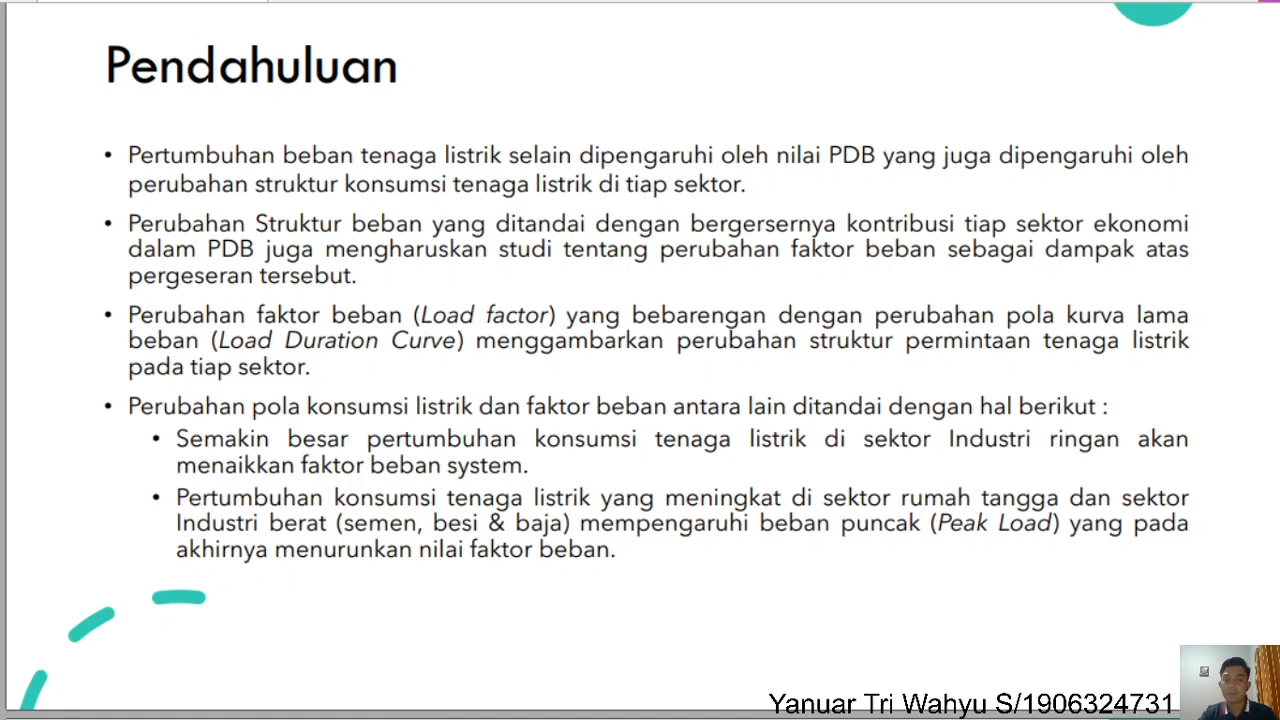 Pendahuluan
• Pertumbuhan beban tenaga listrik selain dipengaruhi oleh nilai PDB yang juga dipengaruhi oleh
perubahan struktur konsumsi tenaga listrik di tiap sektor.
• Perubahan Struktur beban yang ditandai dengan bergersernya kontribusi tiap sektor ekonomi
dalam PDB juga mengharuskan studi tentang perubahan faktor beban sebagai dampak atas
pergeseran tersebut.
• Perubahan faktor beban (Load factor) yang bebarengan dengan perubahan pola kurva lama
beban (Load Duration Curve) menggambarkan perubahan struktur permintaan tenaga listrik
pada tiap sektor.
• Perubahan pola konsumsi listrik dan faktor beban antara lain ditandai dengan hal berikut :
• Semakin besar pertumbuhan konsumsi tenaga listrik di sektor Industri ringan akan
menaikkan faktor beban system.
• Pertumbuhan konsumsi tenaga listrik yang meningkat di sektor rumah tangga dan sektor
Industri berat (semen, besi & baja) mempengaruhi beban puncak (Peak Load) yang pada
akhirnya menurunkan nilai faktor beban.
Yanuar Tri Wahyu S/1906324731